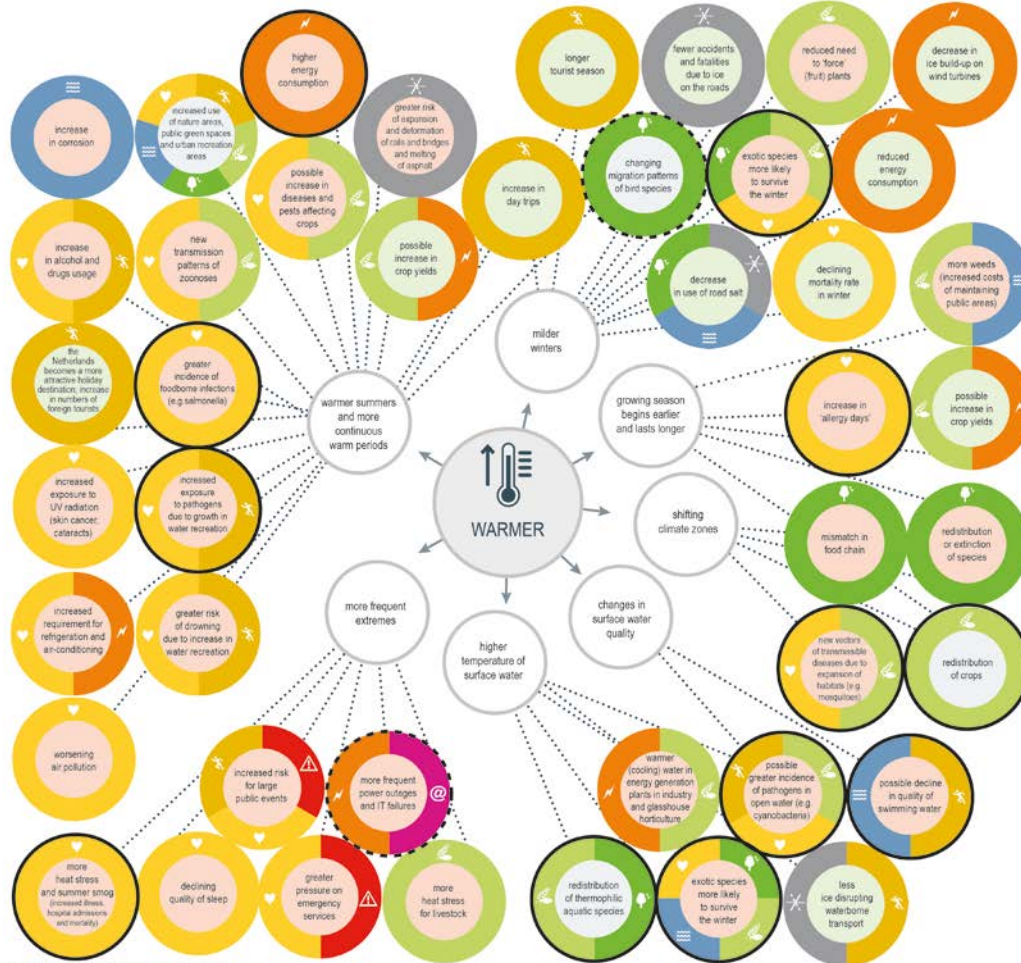 higher
energy
consumption
longer
tourist season
fewer accidents
and fatalities
due to ice
on the roads
reduced need
to 'force'
(fruit) plants
decrease in
ice build-up on
wind turbines
increase
in corrosion
increased use
of nature areas,
public green spaces
and urban recreation
areas
greater risk
of expansion
and deformation
of rails and bridges
and melting
of asphalt
possible
increase in
diseases and
pests affecting
crops
increase in
day trips
changing
migration patterns
of bird species
exotic species
more likely
to survive
the winter
reduced
energy
consumption
increase
in alcohol and
drugs usage
new
transmission
patterns of
zoonoses
possible
increase in
crop yields
decrease
in use of road salt
declining
mortality rate
in winter
more weeds
(increased costs
of maintaining
public areas)
milder
winters
the
Netherlands
becomes a more
attractive holiday
destination; increase
in numbers of
foreign tourists
greater
incidence of
foodborne infections
(e.g salmonella)
warmer summers
and more
continuous
warm periods
growing season
begins earlier
and lasts longer
increase in
'allergy days'
possible
increase in
crop yields
increased
exposure to
UV radiation
(skin cancer,
cataracts)
increased
exposure
to pathogens
due to growth in
water recreation
WARMER
shifting
climate zones
mismatch in
food chain
redistribution
or extinction
of species
increased
requirement for
refrigeration and
air-conditioning
greater risk
of drowning
due to increase in
water recreation
more frequent
extremes
higher
temperature of
surface water
changes in
surface water
quality
new vectors
of transmissible
diseases due to
expansion of
habitats (e.g.
mosquitoes)
redistribution
of crops
worsening
air pollution
increased risk
for large
public events
more frequent
power outages
and IT failures
@
warmer
(cooling) water in
energy generation
plants in industry
and glasshouse
horticulture
possible
greater incidence
of pathogens in
open water (e.g.
cyanobacteria)
possible decline
in quality of
swimming water
more
heat stress
and summer smog
(increased illness,
hospital admissions
and mortality)
declining
quality of sleep
greater
pressure on
emergency
services
more
heat stress
for livestock
redistribution
of thermophilic
aquatic species
exotic species
more likely
to survive
the winter
less
ice disrupting
waterborne
transport